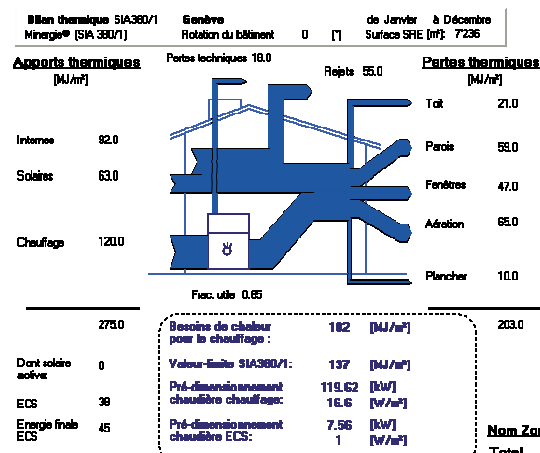 Bilan thermique SIA380/1 Genève de Janvier à Décembre
Minergie® (SIA 380/1) Rotation du bâtiment 0 [°] Surface SRE [m²]: 7'236
Apports thermiques Pertes techniques 18.0 Rejets 55.0 Pertes thermiques
[MJ/m²] [MJ/m²]
Toit 21.0
Internes 92.0 Parois 59.0
Solaires 63.0 Fenêtres 47.0
Aération 65.0
Chauffage 120.0
Plancher 10.0
Frac. utile 0.65
275.0 Besoins de chaleur 182 [MJ/m²] 203.0
pour le chauffage :
Dont solaire 0 Valeur-limite SIA380/1: 137 [MJ/m²]
active:
Pré-dimensionnement 119.62 [kW]
ECS 38 chaudière chauffage: 16.6 [W/m²]
Energie finale 45 Pré-dimensionnement 7.56 [kW]
ECS chaudière ECS: 1 [W/m²]
Nom Zon
Total